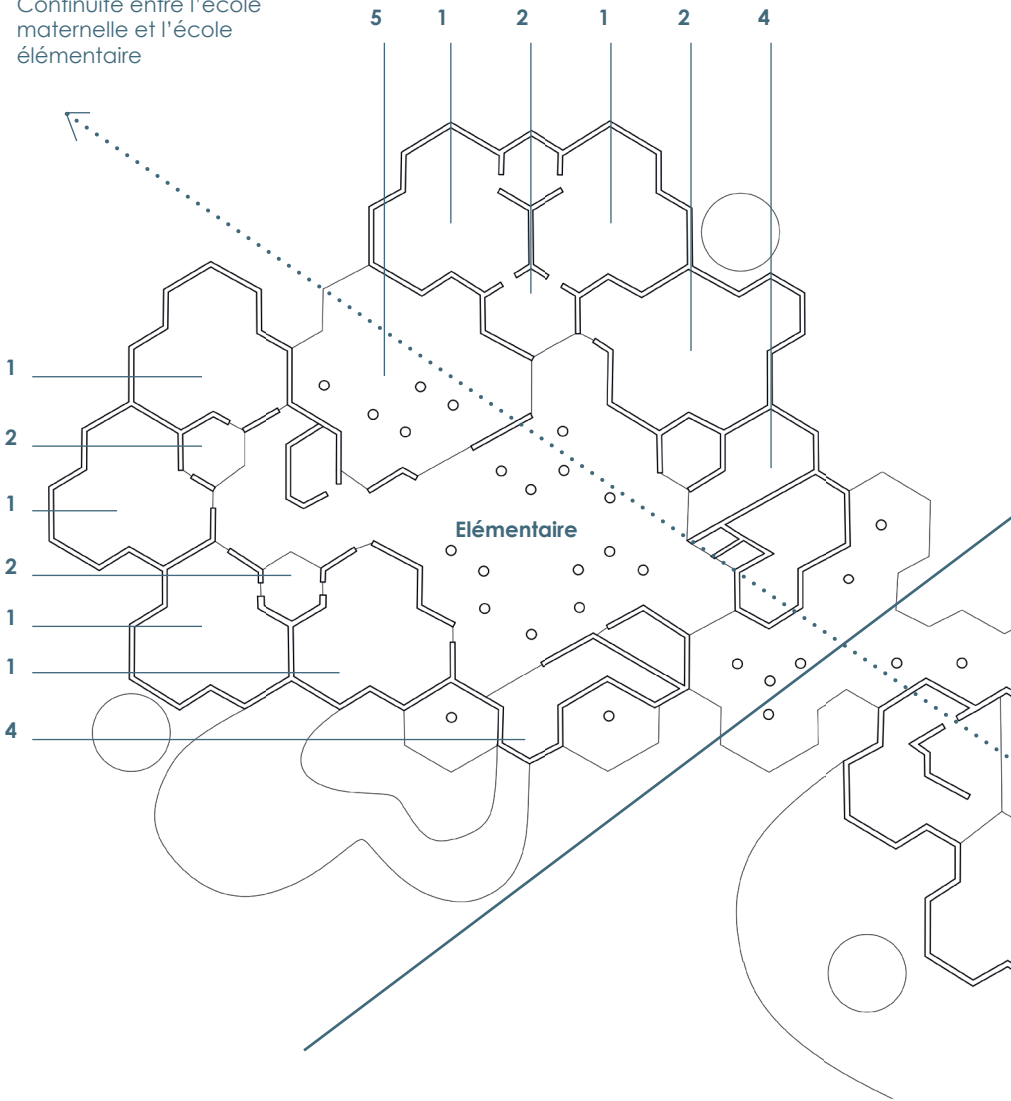 Continuité entre l'école
maternelle et l'école
élémentaire
5 1 2 1 2 4
1
2
1
Elémentaire
2
1
1
4